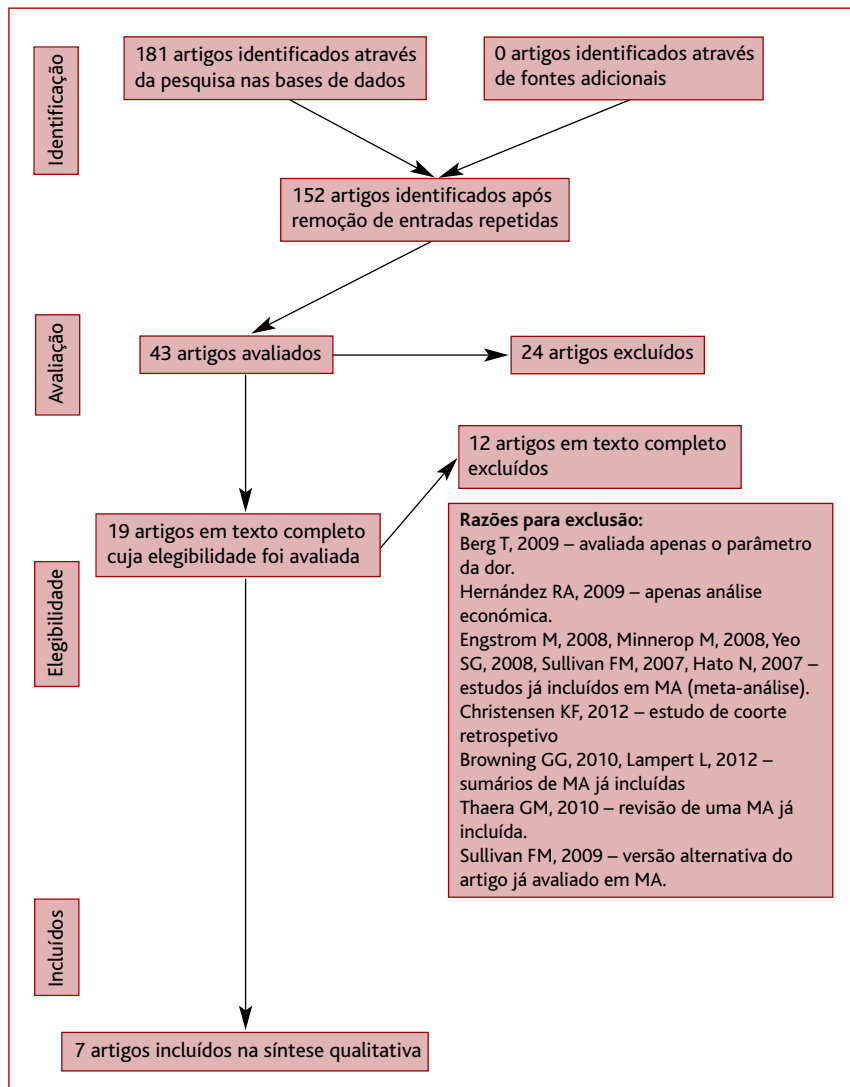 Identificação
181 artigos identificados através
da pesquisa nas bases de dados
0 artigos identificados através
de fontes adicionais
152 artigos identificados após
remoção de entradas repetidas
Avaliação
43 artigos avaliados
24 artigos excluídos
12 artigos em texto completo
excluídos
Elegibilidade
19 artigos em texto completo
cuja elegibilidade foi avaliada
Razões para exclusão:
Berg T, 2009 – avaliada apenas o parâmetro
da dor.
Hernández RA, 2009 – apenas análise
económica.
Engstrom M, 2008, Minnerop M, 2008, Yeo
SG, 2008, Sullivan FM, 2007, Hato N, 2007 –
estudos já incluídos em MA (meta-análise).
Christensen KF, 2012 – estudo de coorte
retrospetivo
Browning GG, 2010, Lampert L, 2012 –
sumários de MA já incluídas
Thaera GM, 2010 – revisão de uma MA já
incluída.
Sullivan FM, 2009 – versão alternativa do
artigo já avaliado em MA.
Incluídos
7 artigos incluídos na síntese qualitativa